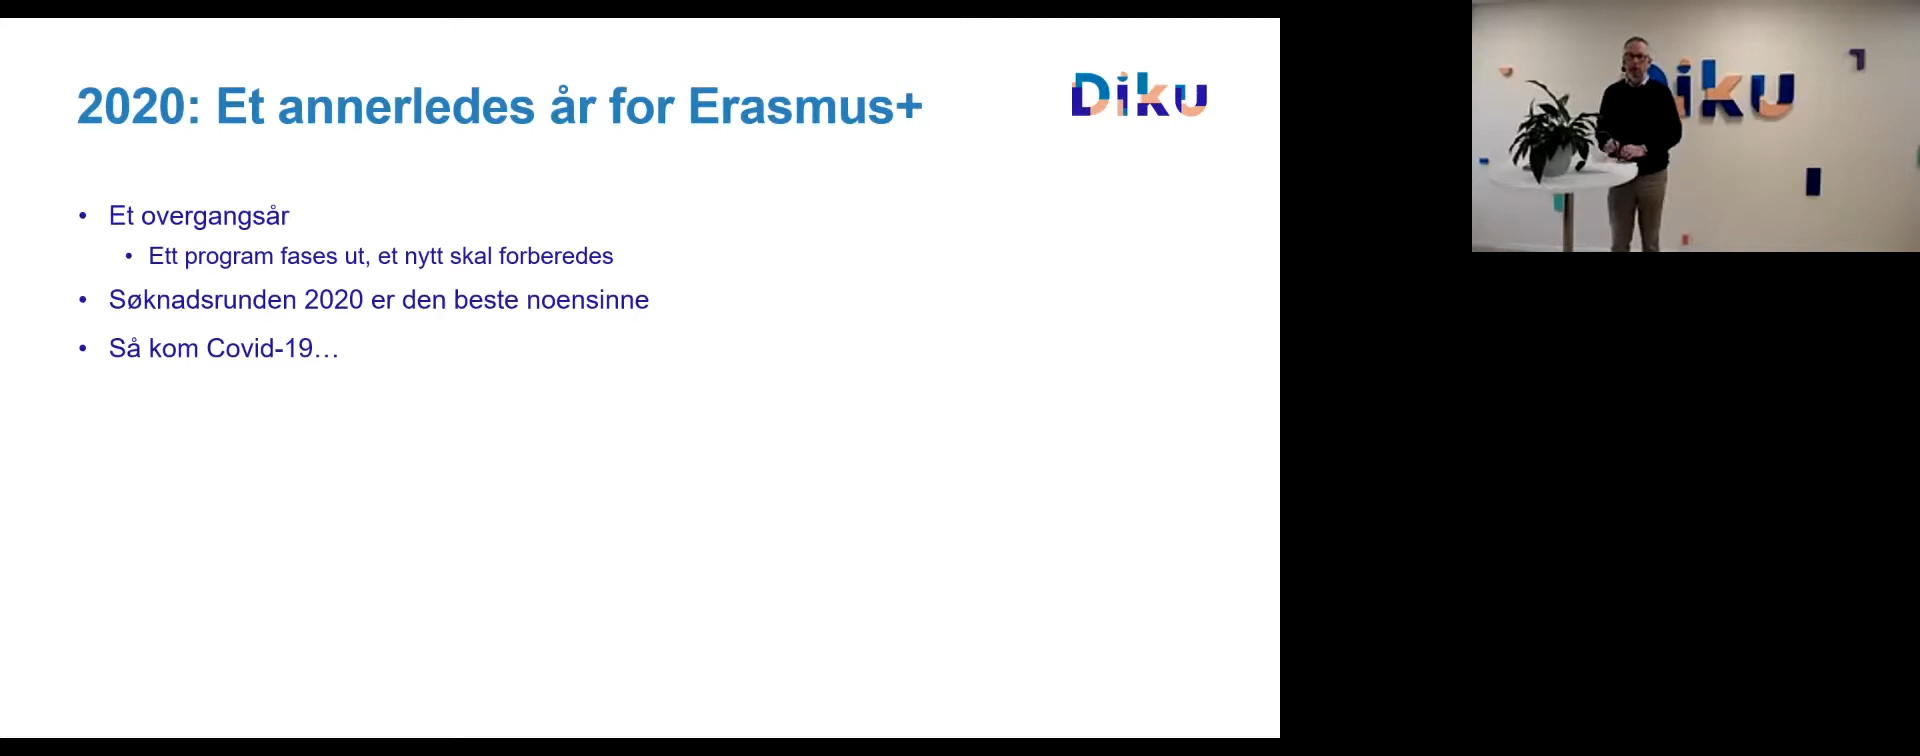 2020: Et annerledes år for Erasmus+
Diku
• Et overgangsår
• Ett program fases ut, et nytt skal forberedes
• Søknadsrunden 2020 er den beste noensinne
• Så kom Covid-19…
Diku